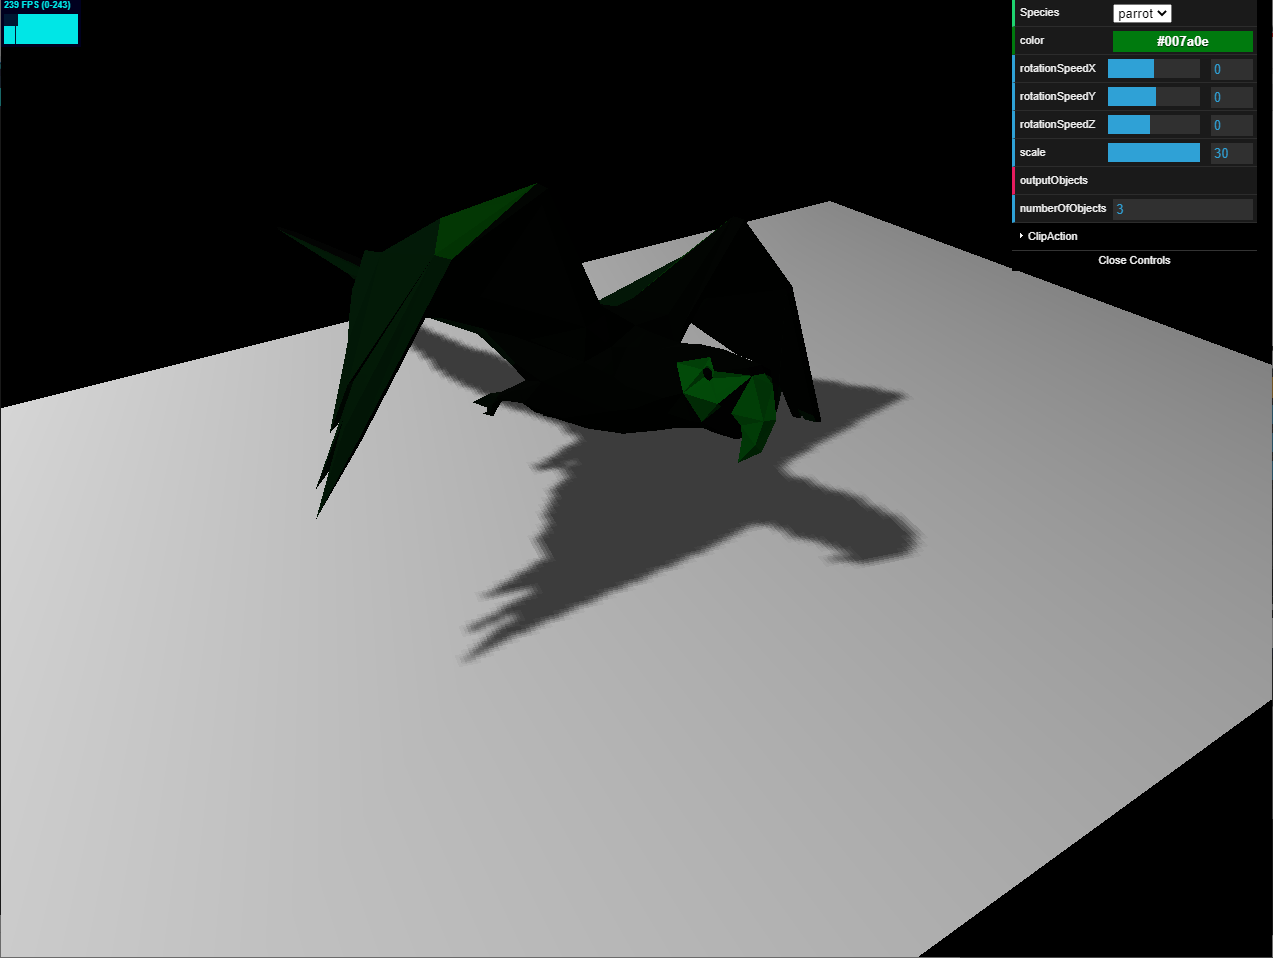 239 FPS (0-243)
Species parrot
color #007a0e
rotationSpeedX 0
rotationSpeedY 0
rotationSpeedZ 0
scale 30
outputObjects
numberOfObjects 3
ClipAction
Close Controls